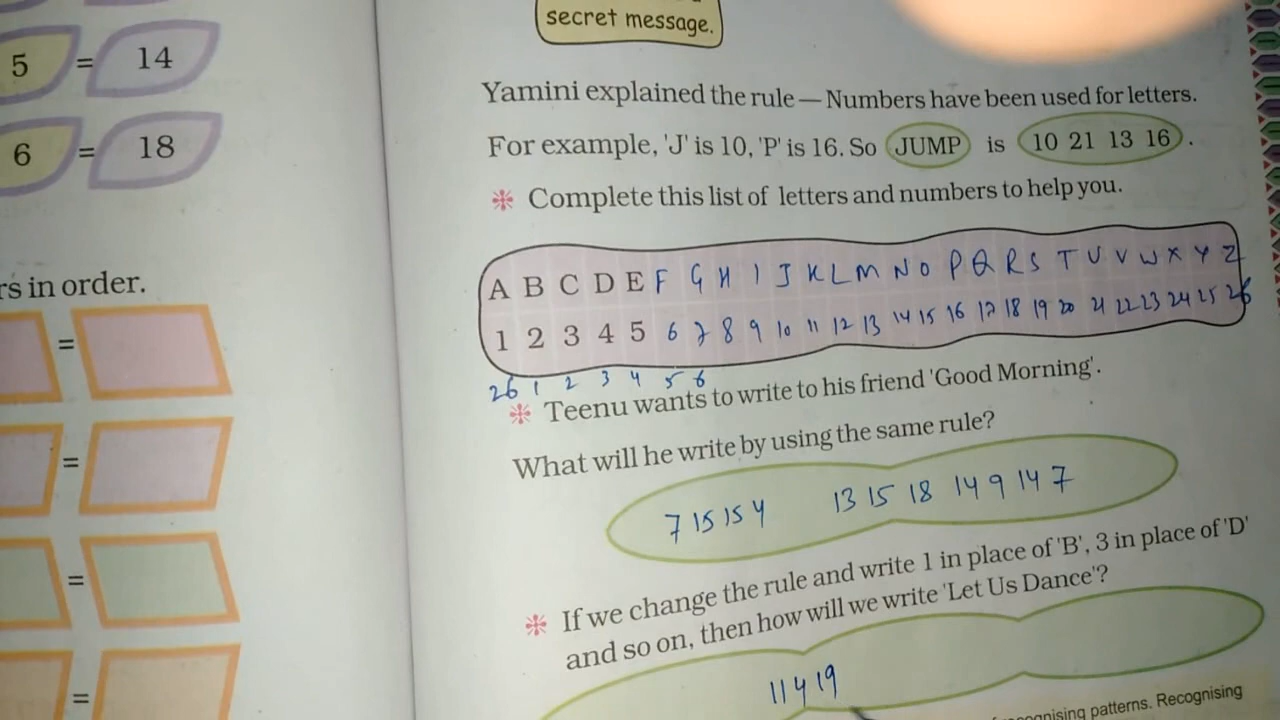 5 = 14
6 = 18
rs in order.
=
=
=
=
secret message.
Yamini explained the rule — Numbers have been used for letters.
For example, 'J' is 10, 'P' is 16. So JUMP is 10 21 13 16 .
Complete this list of letters and numbers to help you.
A B C D E F G H I J K L M N O P Q R S T U V W X Y Z
1 2 3 4 5 6 7 8 9 10 11 12 13 14 15 16 17 18 19 20 21 22 23 24 25 26
26 1 2 3 4 5 6
Teenu wants to write to his friend 'Good Morning'.
What will he write by using the same rule?
7 15 15 4 13 15 18 14 9 14 7
If we change the rule and write 1 in place of 'B', 3 in place of 'D'
and so on, then how will we write 'Let Us Dance'?
11 4 19
patterns. Recognising